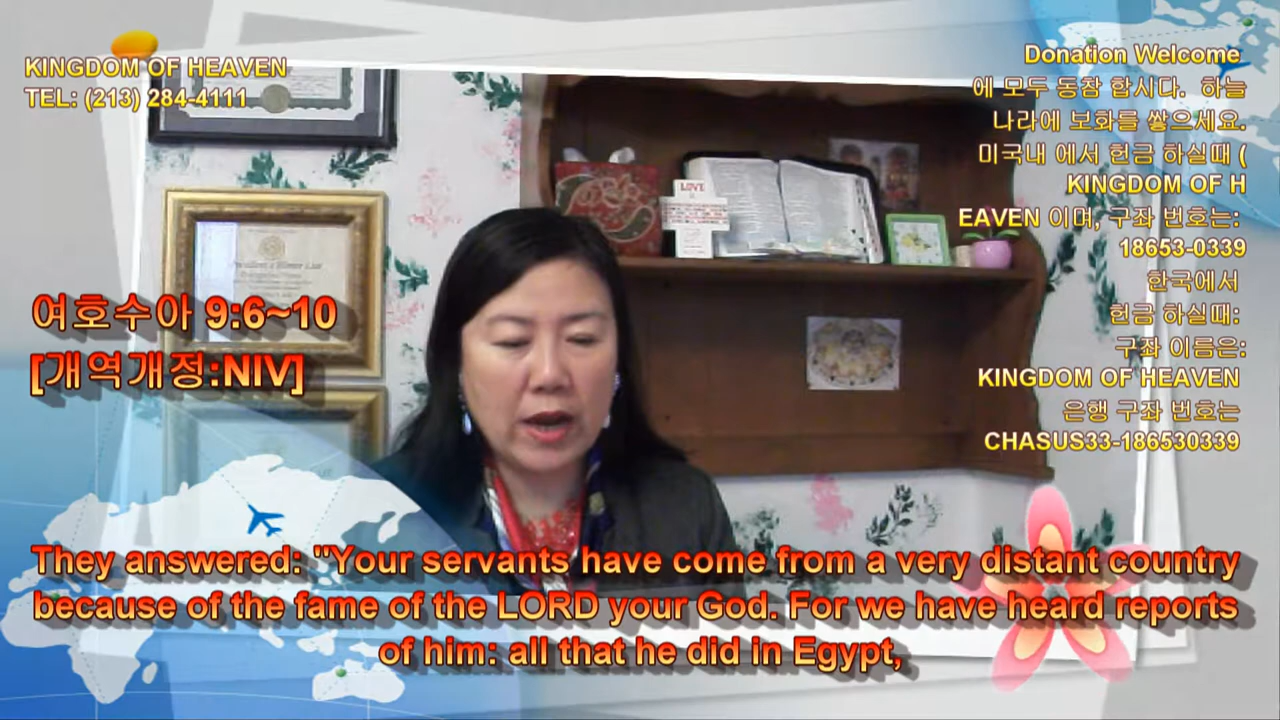 KINGDOM OF HEAVEN
TEL: (213) 284-4111
Donation Welcome
에 모두 동참 합시다. 하늘
나라에 보화를 쌓으세요.
미국내 에서 헌금 하실때 (
KINGDOM OF H
EAVEN 이며, 구좌 번호는:
18653-0339
한국에서
헌금 하실때:
구좌 이름은:
KINGDOM OF HEAVEN
은행 구좌 번호는
CHASUS33-186530339
LOVE
여호수아 9:6~10
[개역개정:NIV]
They answered: "Your servants have come from a very distant country
because of the fame of the LORD your God. For we have heard reports
of him: all that he did in Egypt,